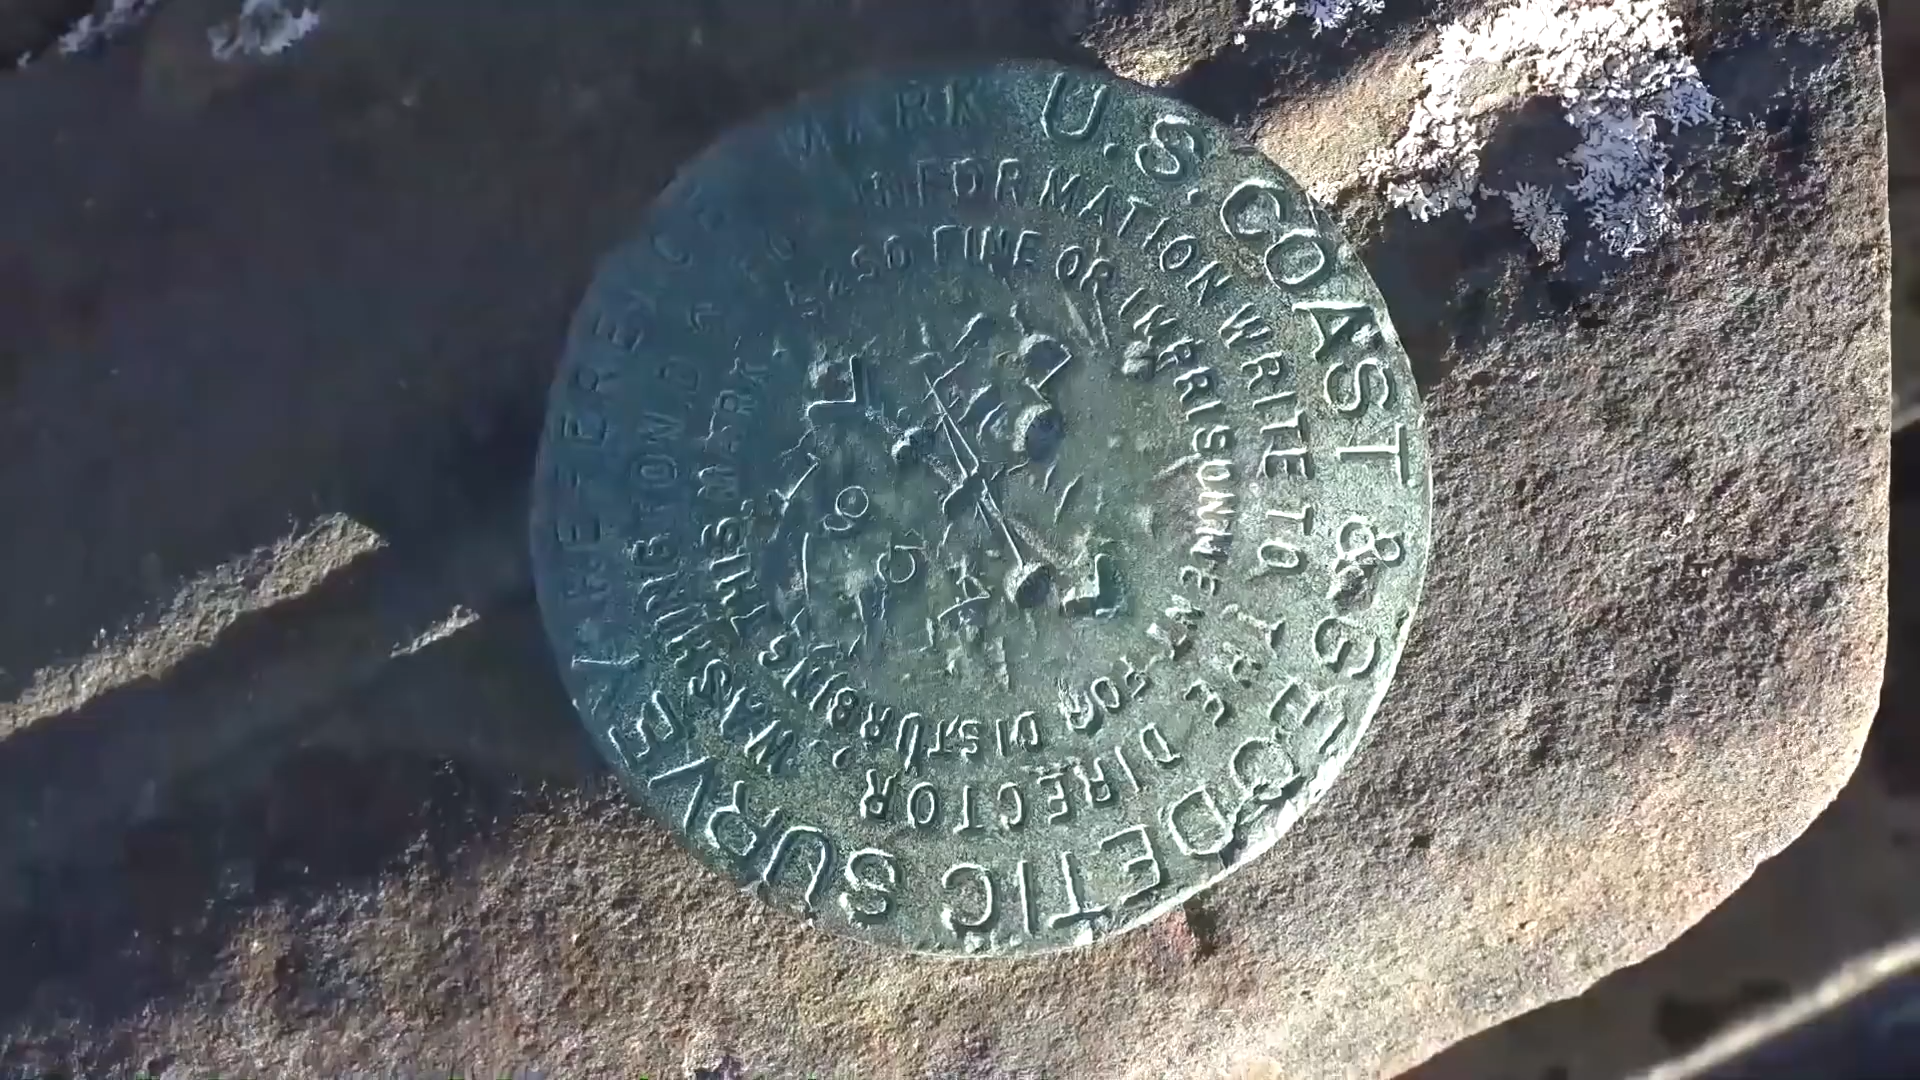 U.S. COAST & GEODETIC SURVEY
REFERENCE MARK
INFORMATION WRITE TO THE DIRECTOR, WASHINGTON, D.
$250 FINE OR IMPRISONMENT FOR DISTURBING THIS MARK.